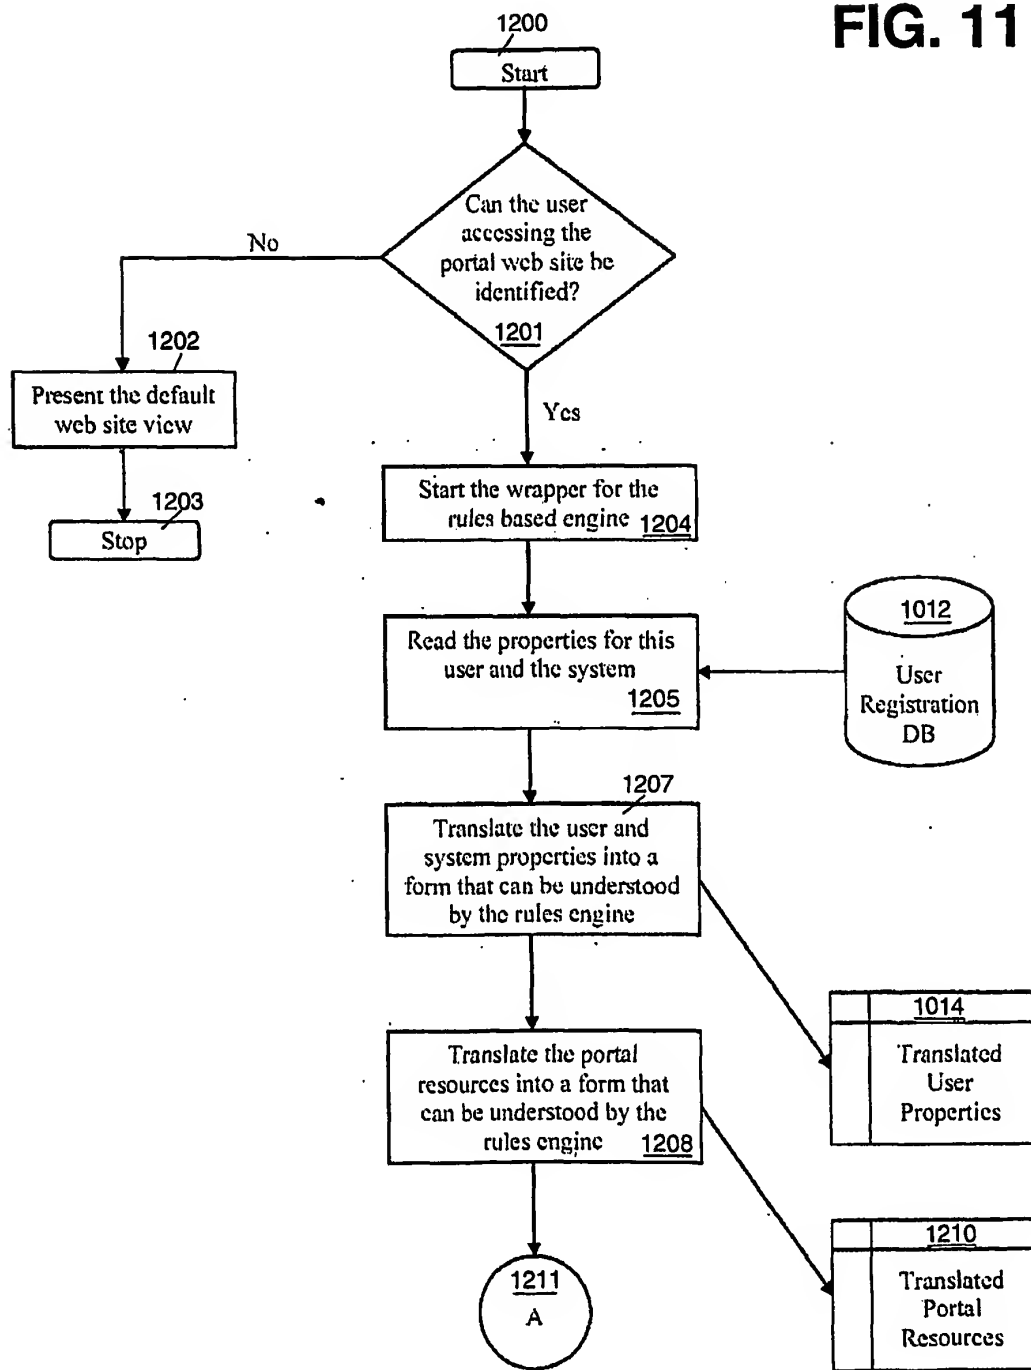 FIG. 11
1200
Start
Can the user
accessing the
portal web site be
identified?
1201
No
Yes
1202
Present the default
web site view
1203
Stop
Start the wrapper for the
rules based engine 1204
Read the properties for this
user and the system
1205
1012
User
Registration
DB
1207
Translate the user and
system properties into a
form that can be understood
by the rules engine
1014
Translated
User
Properties
Translate the portal
resources into a form that
can be understood by the
rules engine 1208
1210
Translated
Portal
Resources
1211
A